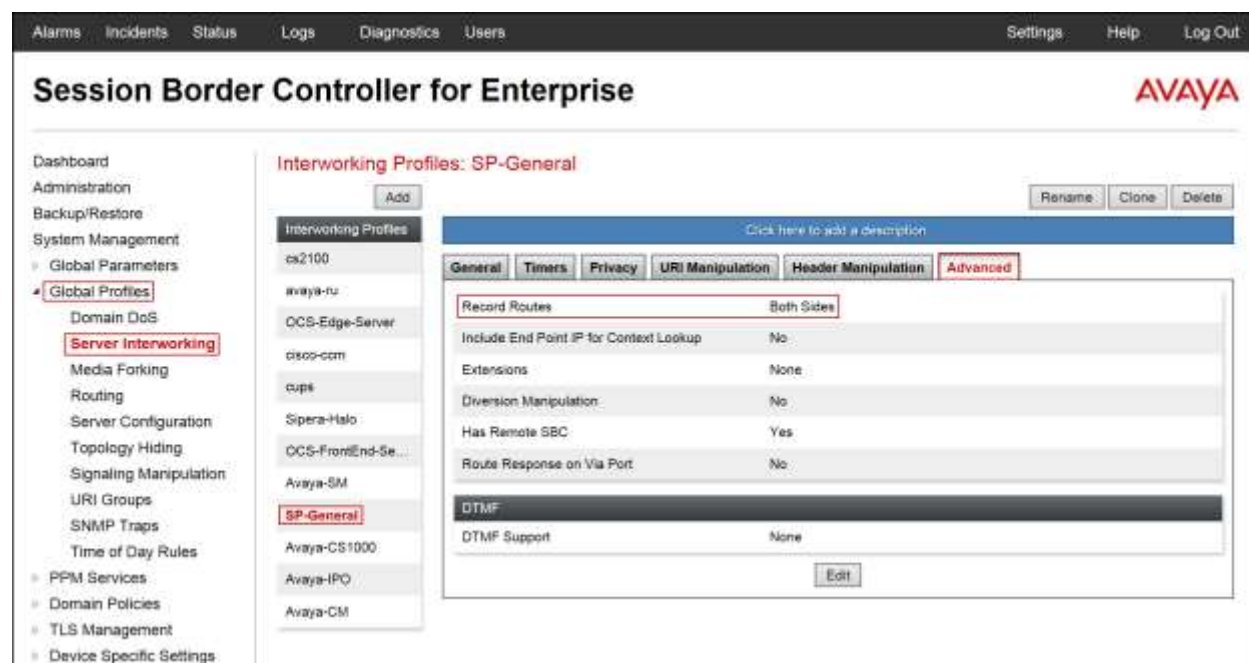 Alarms Incidents Status Logs Diagnostics Users Settings Help Log Out
Session Border Controller for Enterprise
AVAYA
Dashboard
Administration
Backup/Restore
System Management
Global Parameters
Global Profiles
Domain DoS
Server Interworking
Media Forking
Routing
Server Configuration
Topology Hiding
Signaling Manipulation
URI Groups
SNMP Traps
Time of Day Rules
PPM Services
Domain Policies
TLS Management
Device Specific Settings
Interworking Profiles: SP-General
Add
Rename Clone Delete
Interworking Profiles
cs2100
avaya-ru
OCS-Edge-Server
cisco-ccm
cups
Sipera-Halo
OCS-FrontEnd-Se...
Avaya-SM
SP-General
Avaya-CS1000
Avaya-IPO
Avaya-CM
Click here to add a description
General Timers Privacy URI Manipulation Header Manipulation Advanced
Record Routes Both Sides
Include End Point IP for Context Lookup No
Extensions None
Diversion Manipulation No
Has Remote SBC Yes
Route Response on Via Port No
DTMF
DTMF Support None
Edit